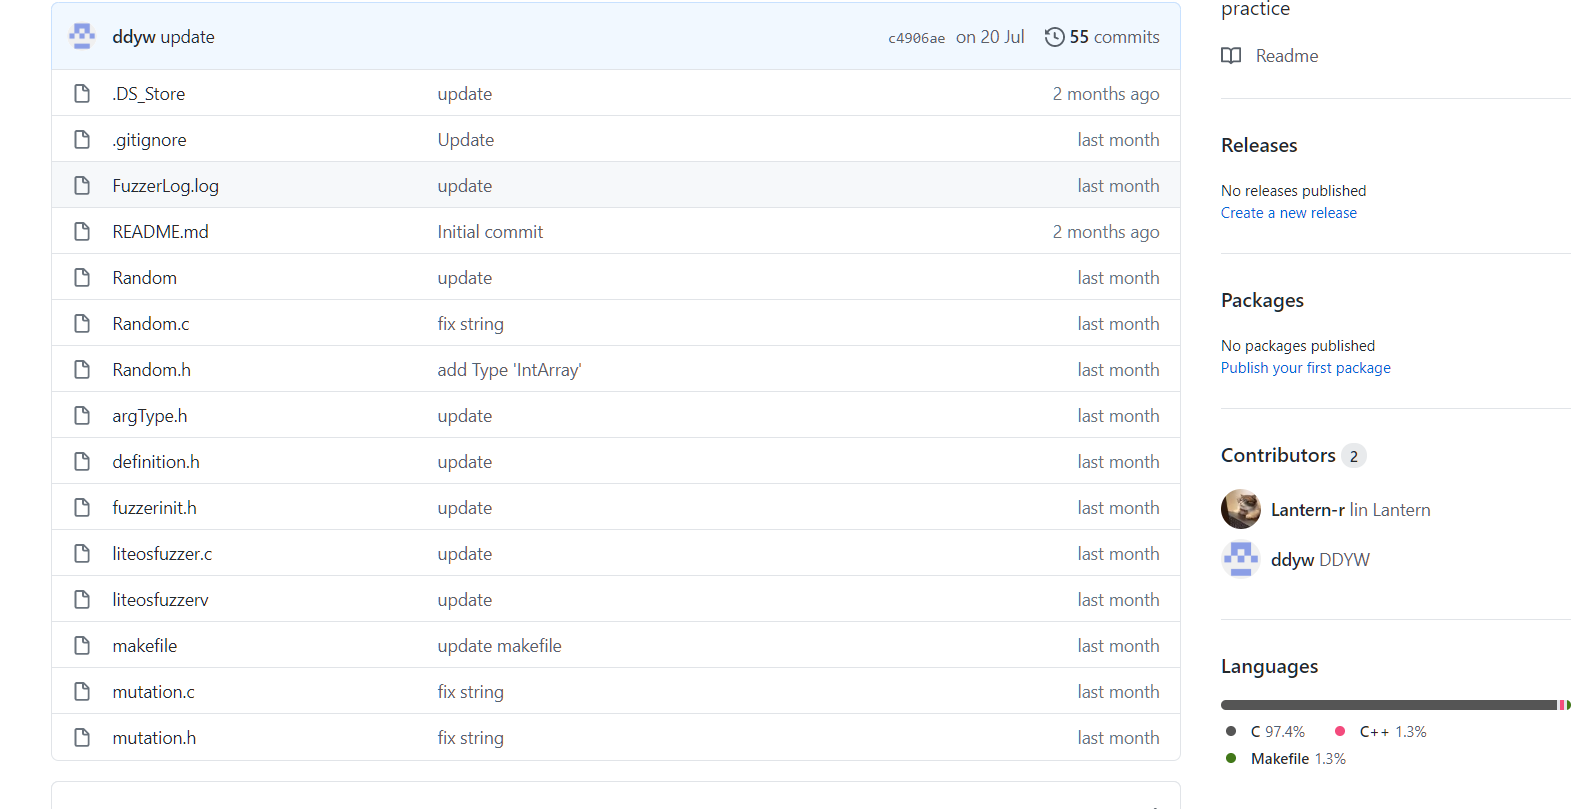 practice
ddyw update c4906ae on 20 Jul 55 commits
Readme
.DS_Store update 2 months ago
.gitignore Update last month
FuzzerLog.log update last month
README.md Initial commit 2 months ago
Random update last month
Random.c fix string last month
Random.h add Type 'IntArray' last month
argType.h update last month
definition.h update last month
fuzzerinit.h update last month
liteosfuzzer.c update last month
liteosfuzzerv update last month
makefile update makefile last month
mutation.c fix string last month
mutation.h fix string last month
Releases
No releases published
Create a new release
Packages
No packages published
Publish your first package
Contributors 2
Lantern-r lin Lantern
ddyw DDYW
Languages
C 97.4% C++ 1.3%
Makefile 1.3%